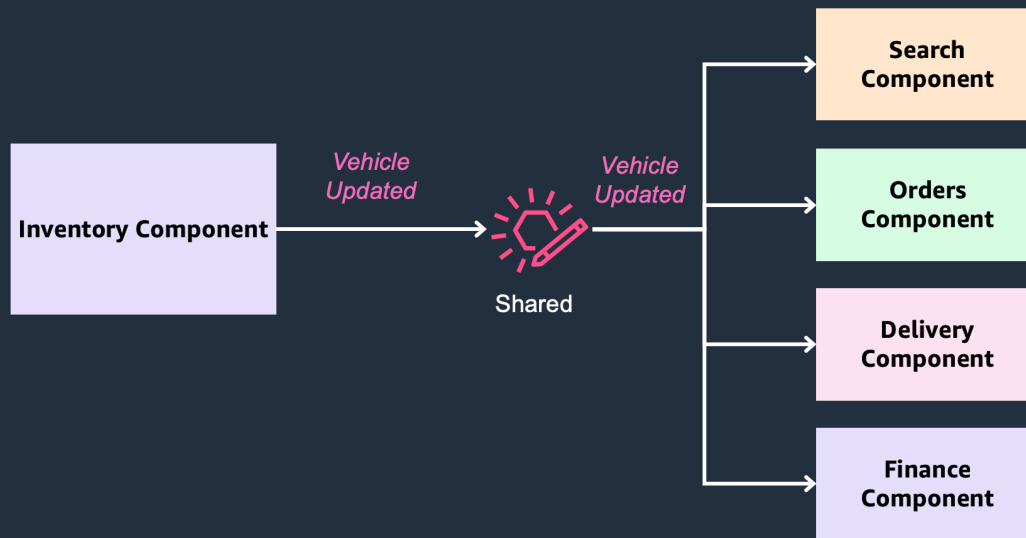 Search
Component
Vehicle
Updated
Vehicle
Updated
Orders
Component
Inventory Component
Shared
Delivery
Component
Finance
Component